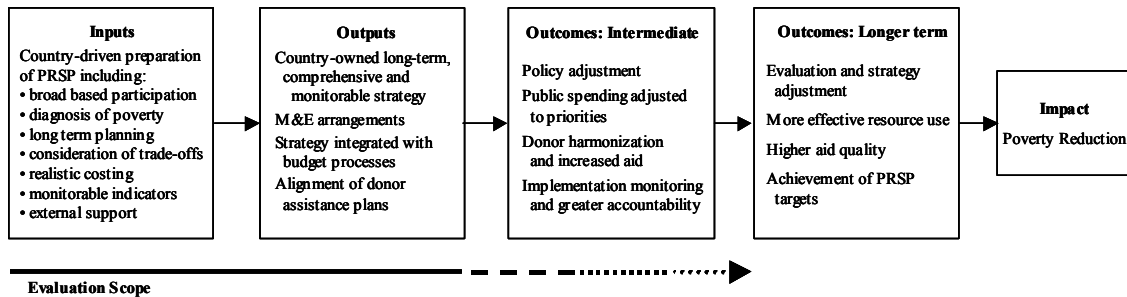 Inputs
Country-driven preparation
of PRSP including:
• broad based participation
• diagnosis of poverty
• long term planning
• consideration of trade-offs
• realistic costing
• monitorable indicators
• external support
Outputs
Country-owned long-term,
comprehensive and
monitorable strategy
M&E arrangements
Strategy integrated with
budget processes
Alignment of donor
assistance plans
Outcomes: Intermediate
Policy adjustment
Public spending adjusted
to priorities
Donor harmonization
and increased aid
Implementation monitoring
and greater accountability
Outcomes: Longer term
Evaluation and strategy
adjustment
More effective resource use
Higher aid quality
Achievement of PRSP
targets
Impact
Poverty Reduction
Evaluation Scope